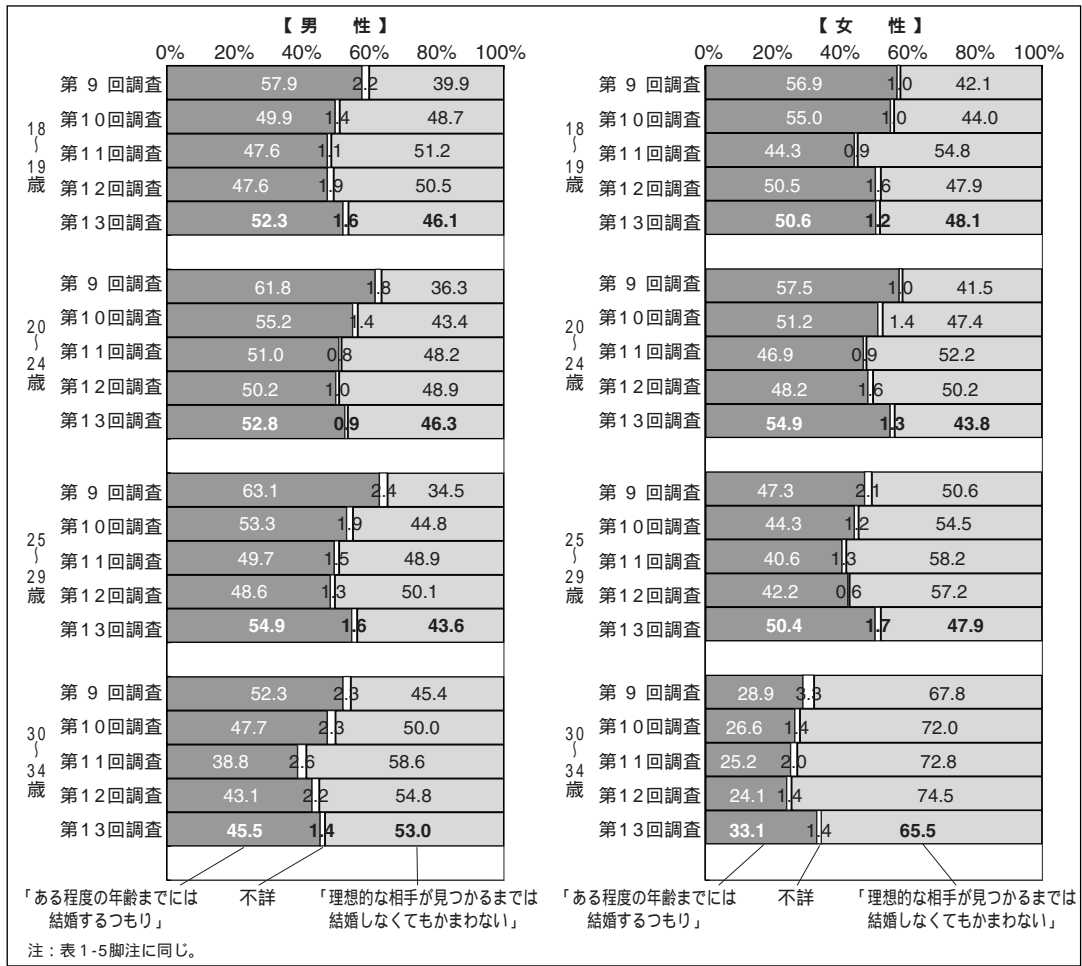 【 男 性 】
0% 20% 40% 60% 80% 100%
18～19歳
第 9 回調査 57.9 2.2 39.9
第10回調査 49.9 1.4 48.7
第11回調査 47.6 1.1 51.2
第12回調査 47.6 1.9 50.5
第13回調査 52.3 1.6 46.1
20～24歳
第 9 回調査 61.8 1.8 36.3
第10回調査 55.2 1.4 43.4
第11回調査 51.0 0.8 48.2
第12回調査 50.2 1.0 48.9
第13回調査 52.8 0.9 46.3
25～29歳
第 9 回調査 63.1 2.4 34.5
第10回調査 53.3 1.9 44.8
第11回調査 49.7 1.5 48.9
第12回調査 48.6 1.3 50.1
第13回調査 54.9 1.6 43.6
30～34歳
第 9 回調査 52.3 2.3 45.4
第10回調査 47.7 2.3 50.0
第11回調査 38.8 2.6 58.6
第12回調査 43.1 2.2 54.8
第13回調査 45.5 1.4 53.0
「ある程度の年齢までには
結婚するつもり」
不詳
「理想的な相手が見つかるまでは
結婚しなくてもかまわない」
【 女 性 】
0% 20% 40% 60% 80% 100%
18～19歳
第 9 回調査 56.9 1.0 42.1
第10回調査 55.0 1.0 44.0
第11回調査 44.3 0.9 54.8
第12回調査 50.5 1.6 47.9
第13回調査 50.6 1.2 48.1
20～24歳
第 9 回調査 57.5 1.0 41.5
第10回調査 51.2 1.4 47.4
第11回調査 46.9 0.9 52.2
第12回調査 48.2 1.6 50.2
第13回調査 54.9 1.3 43.8
25～29歳
第 9 回調査 47.3 2.1 50.6
第10回調査 44.3 1.2 54.5
第11回調査 40.6 1.3 58.2
第12回調査 42.2 0.6 57.2
第13回調査 50.4 1.7 47.9
30～34歳
第 9 回調査 28.9 3.3 67.8
第10回調査 26.6 1.4 72.0
第11回調査 25.2 2.0 72.8
第12回調査 24.1 1.4 74.5
第13回調査 33.1 1.4 65.5
「ある程度の年齢までには
結婚するつもり」
不詳
「理想的な相手が見つかるまでは
結婚しなくてもかまわない」
注：表1-5脚注に同じ。